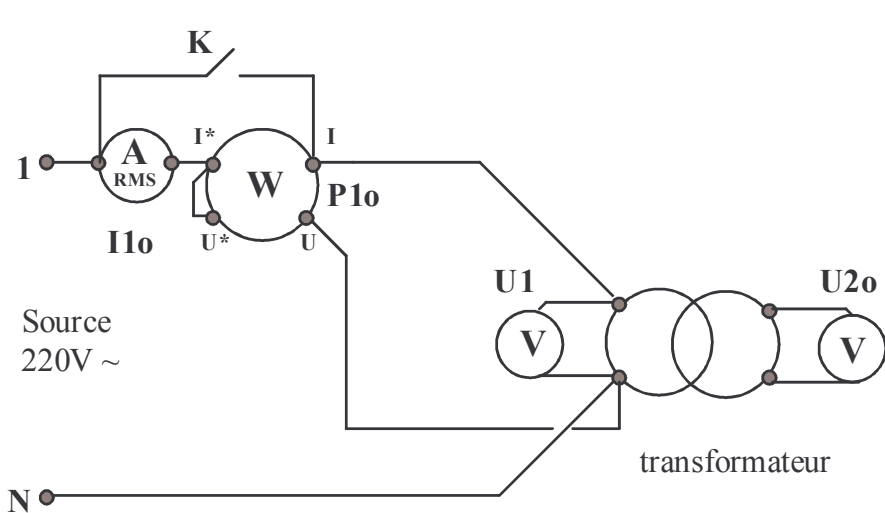 K
I*
I
1
A
RMS
W
P1o
I1o
U*
U
U1
U2o
Source
220V ~
V
V
transformateur
N